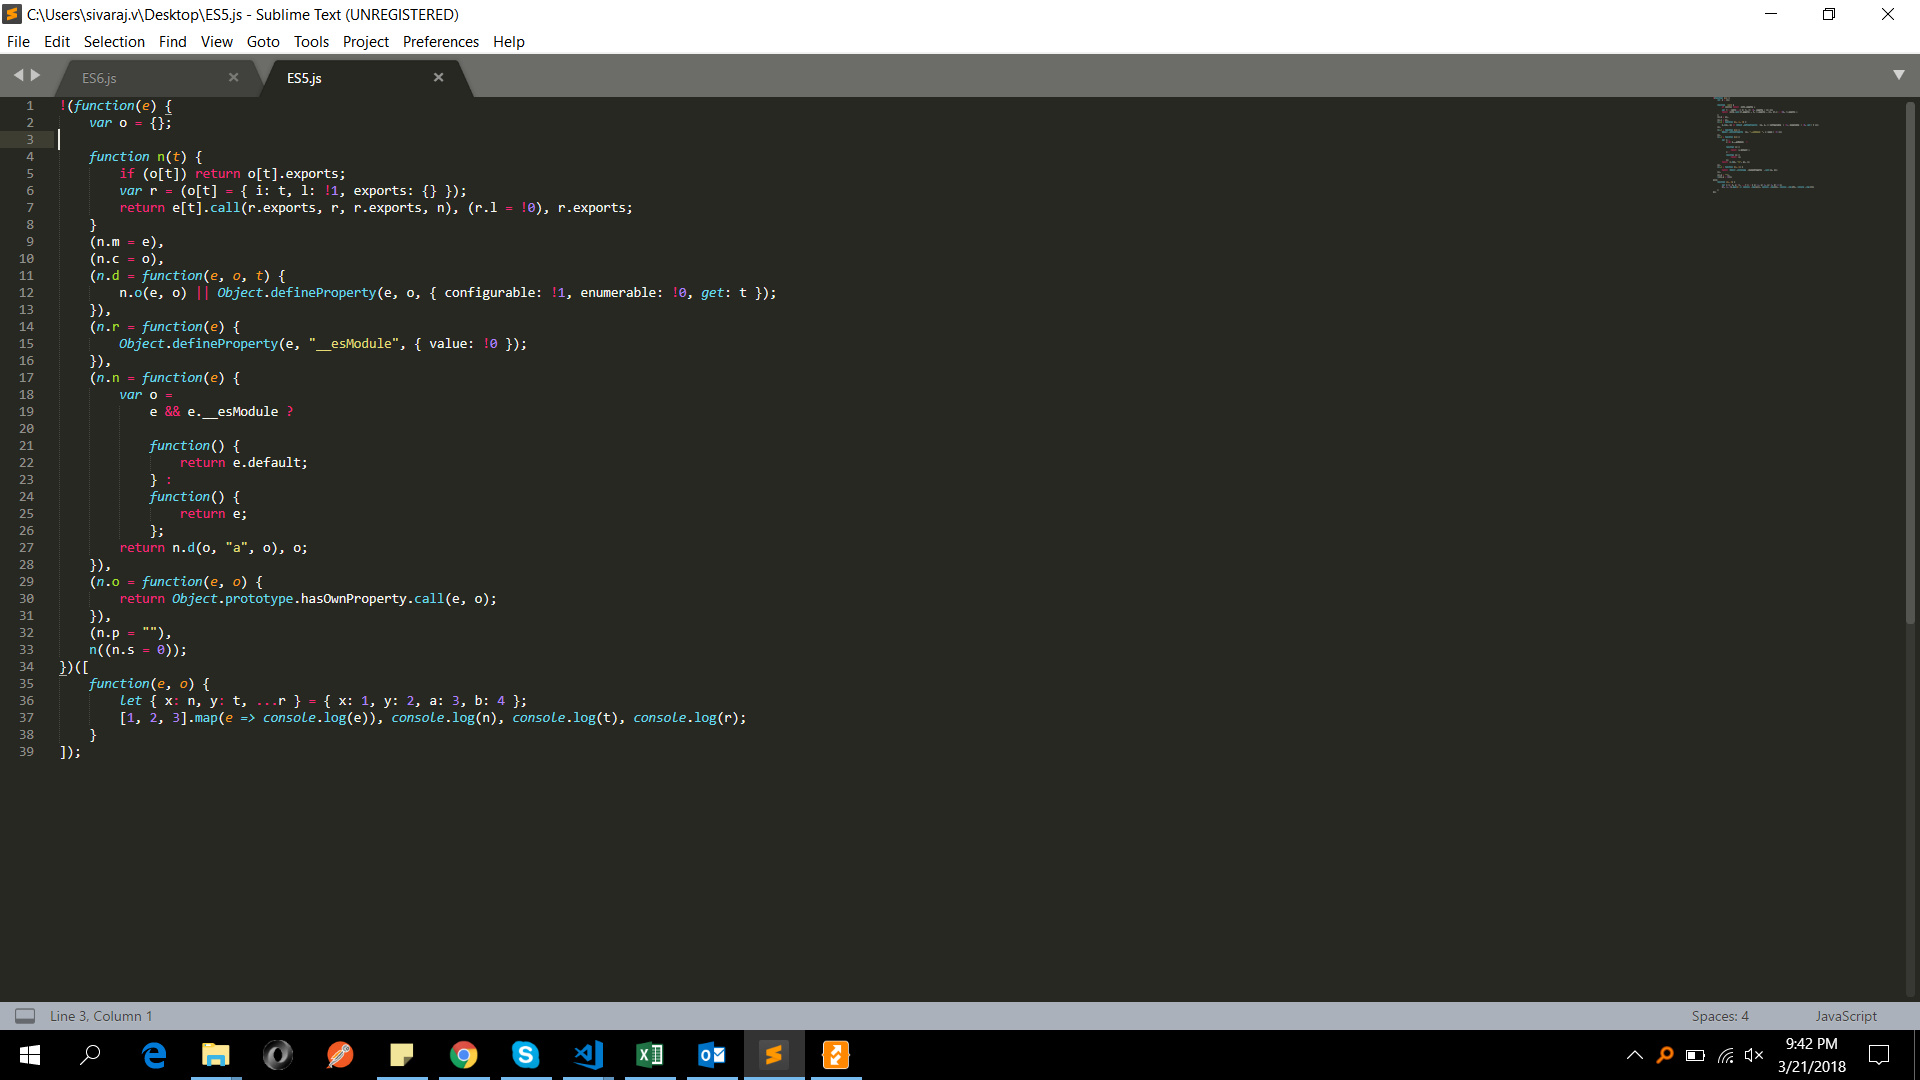 C:\Users\sivaraj.v\Desktop\ES5.js - Sublime Text (UNREGISTERED)
File Edit Selection Find View Goto Tools Project Preferences Help
ES6.js ES5.js
1 !(function(e) {
2     var o = {};
3
4     function n(t) {
5         if (o[t]) return o[t].exports;
6         var r = (o[t] = { i: t, l: !1, exports: {} });
7         return e[t].call(r.exports, r, r.exports, n), (r.l = !0), r.exports;
8     }
9     (n.m = e),
10     (n.c = o),
11     (n.d = function(e, o, t) {
12         n.o(e, o) || Object.defineProperty(e, o, { configurable: !1, enumerable: !0, get: t });
13     }),
14     (n.r = function(e) {
15         Object.defineProperty(e, "__esModule", { value: !0 });
16     }),
17     (n.n = function(e) {
18         var o =
19             e && e.__esModule ?
20
21             function() {
22                 return e.default;
23             } :
24             function() {
25                 return e;
26             };
27         return n.d(o, "a", o), o;
28     }),
29     (n.o = function(e, o) {
30         return Object.prototype.hasOwnProperty.call(e, o);
31     }),
32     (n.p = ""),
33     n((n.s = 0));
34 })([
35     function(e, o) {
36         let { x: n, y: t, ...r } = { x: 1, y: 2, a: 3, b: 4 };
37         [1, 2, 3].map(e => console.log(e)), console.log(n), console.log(t), console.log(r);
38     }
39 ]);
Line 3, Column 1 Spaces: 4 JavaScript
9:42 PM
3/21/2018